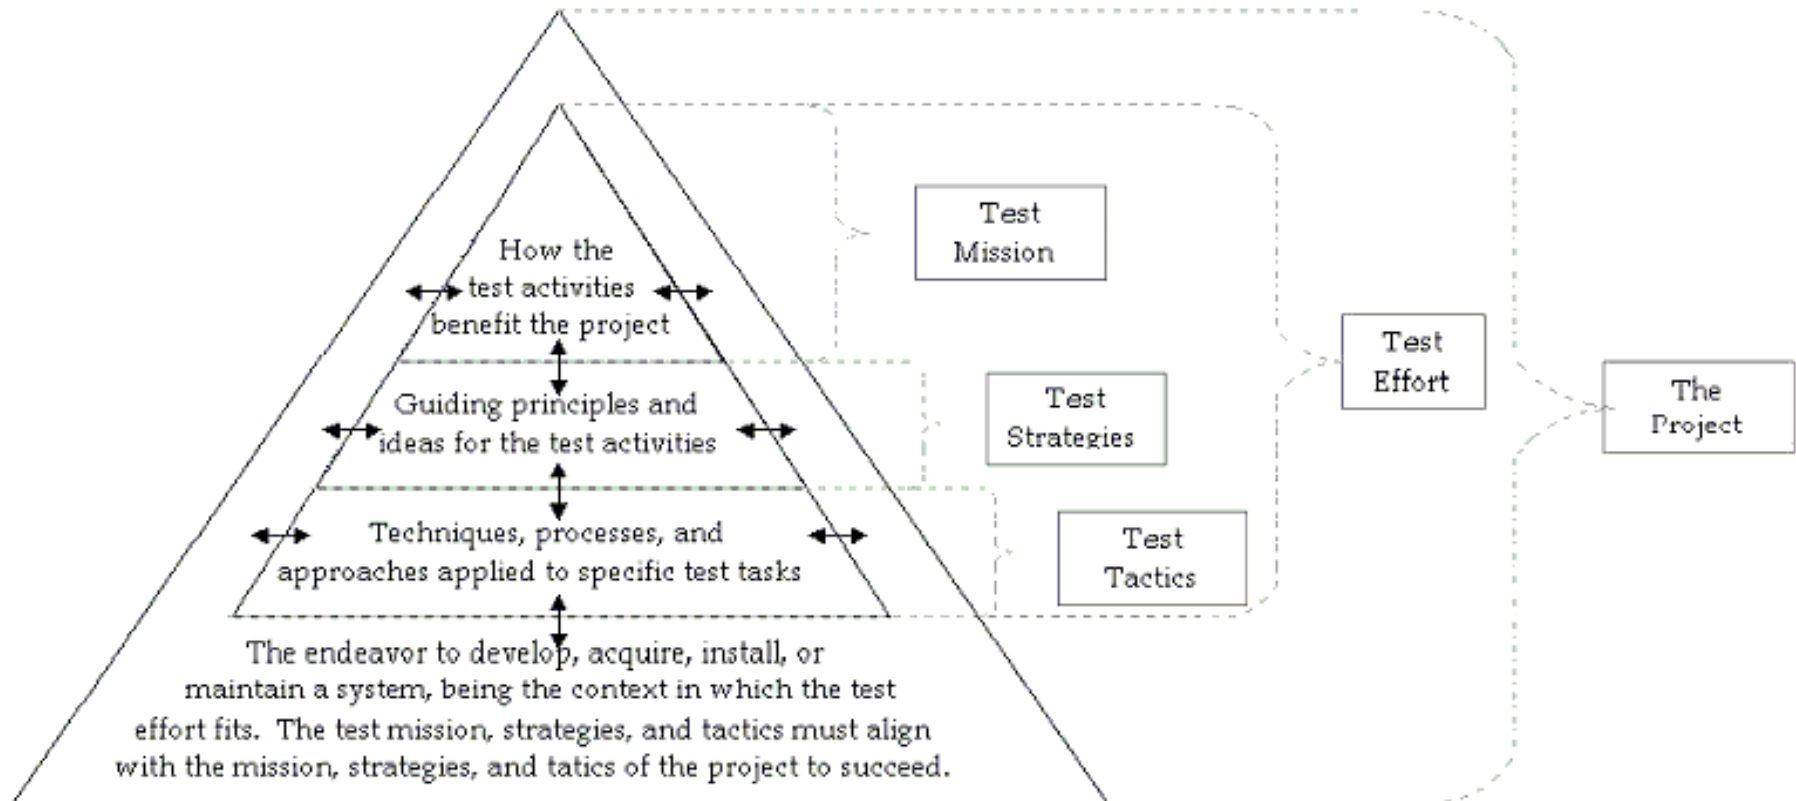 How the
test activities
benefit the project
Guiding principles and
ideas for the test activities
Techniques, processes, and
approaches applied to specific test tasks
The endeavor to develop, acquire, install, or
maintain a system, being the context in which the test
effort fits.  The test mission, strategies, and tactics must align
with the mission, strategies, and tatics of the project to succeed.
Test
Mission
Test
Strategies
Test
Tactics
Test
Effort
The
Project